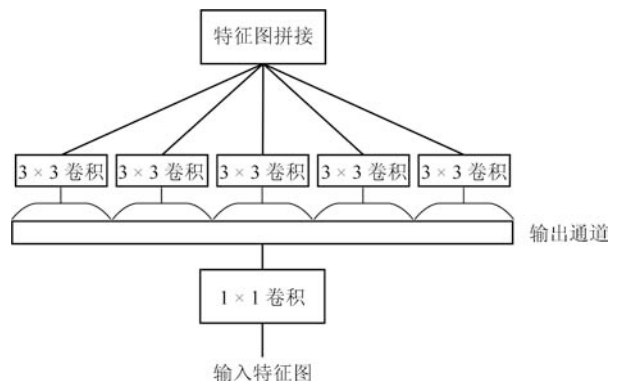 特征图拼接
3 × 3 卷积 3 × 3 卷积 3 × 3 卷积 3 × 3 卷积 3 × 3 卷积
输出通道
1 × 1 卷积
输入特征图